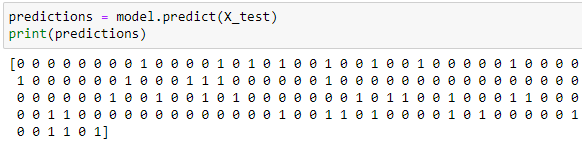 predictions = model.predict(X_test)
print(predictions)
[0 0 0 0 0 0 0 0 1 0 0 0 0 1 0 1 0 1 0 0 1 0 0 1 0 0 1 0 0 0 0 0 1 0 0 0 0
1 0 0 0 0 0 0 1 0 0 0 1 1 1 0 0 0 0 0 0 1 0 0 0 0 0 0 0 0 0 0 0 0 0 0 0 0
0 0 0 0 0 0 1 0 0 1 0 0 1 0 1 0 0 0 0 0 0 0 1 0 1 1 0 0 1 0 0 0 1 1 0 0 0
0 0 1 1 0 0 0 0 0 0 0 0 0 0 0 0 0 1 0 0 1 1 0 1 0 0 0 0 1 0 1 0 0 0 0 0 1
0 0 1 1 0 1]